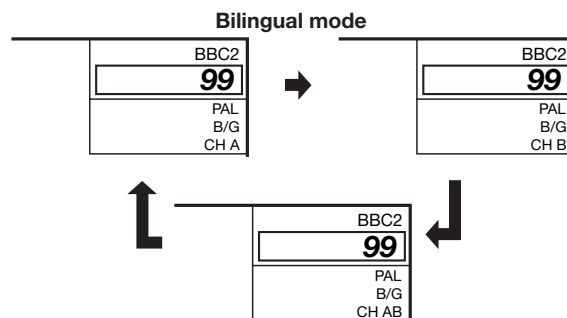 Bilingual mode
BBC2
99
PAL
B/G
CH A
BBC2
99
PAL
B/G
CH B
BBC2
99
PAL
B/G
CH AB